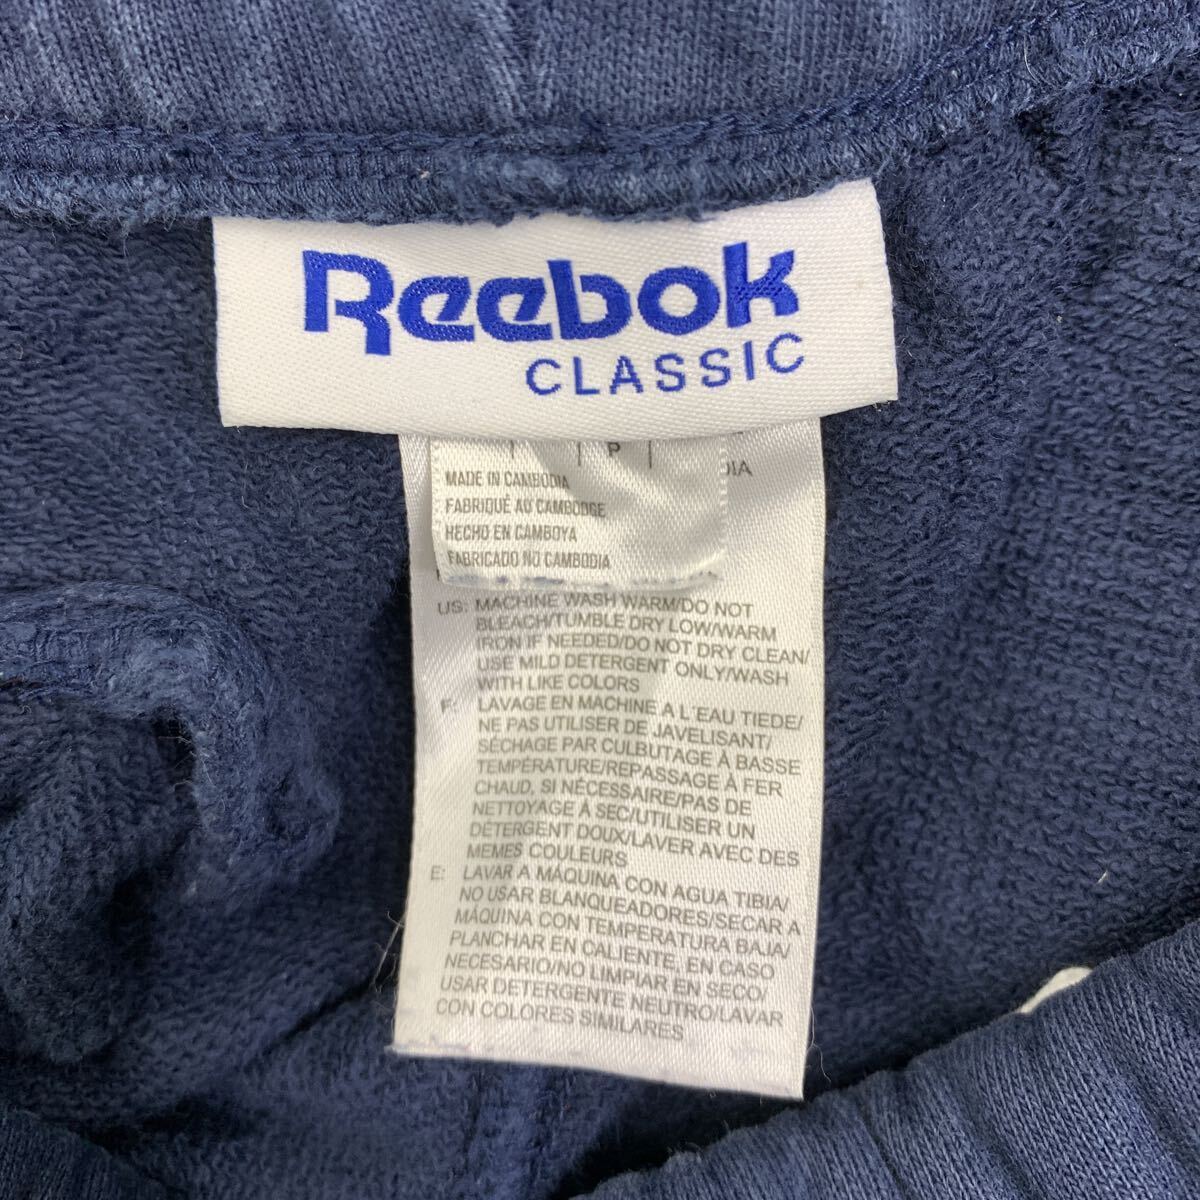 Reebok
CLASSIC
P
MADE IN CAMBODIA
FABRIQUÉ AU CAMBODGE
HECHO EN CAMBOYA
FABRICADO NO CAMBODIA
US: MACHINE WASH WARM/DO NOT
BLEACH/TUMBLE DRY LOW/WARM
IRON IF NEEDED/DO NOT DRY CLEAN/
USE MILD DETERGENT ONLY/WASH
WITH LIKE COLORS
F: LAVAGE EN MACHINE A L'EAU TIEDE/
NE PAS UTILISER DE JAVELISANT/
SÉCHAGE PAR CULBUTAGE À BASSE
TEMPÉRATURE/REPASSAGE À FER
CHAUD, SI NÉCESSAIRE/PAS DE
NETTOYAGE À SEC/UTILISER UN
DÉTERGENT DOUX/LAVER AVEC DES
MEMES COULEURS
E: LAVAR A MÁQUINA CON AGUA TIBIA/
NO USAR BLANQUEADORES/SECAR A
MÁQUINA CON TEMPERATURA BAJA/
PLANCHAR EN CALIENTE, EN CASO
NECESARIO/NO LIMPIAR EN SECO/
USAR DETERGENTE NEUTRO/LAVAR
CON COLORES SIMILARES